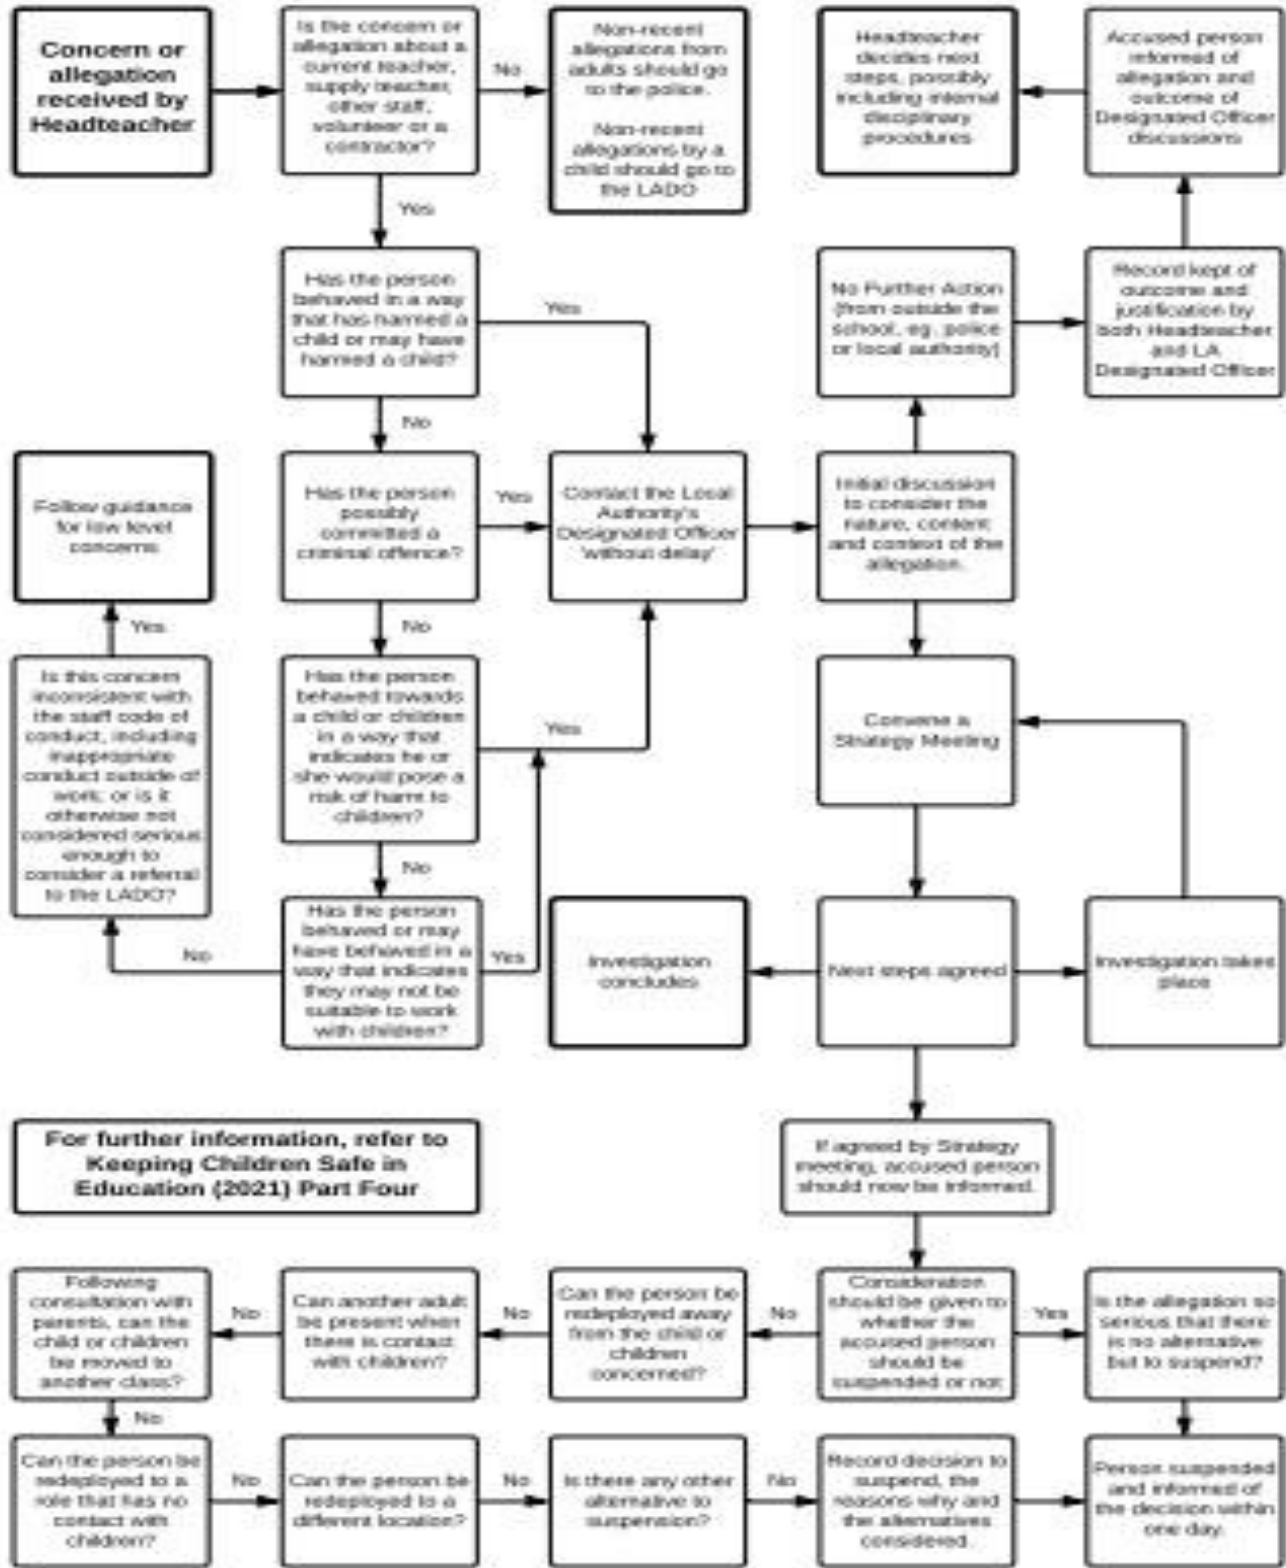 Concern or
allegation
received by
Headteacher
Is the concern or
allegation about a
current teacher,
supply teacher,
other staff,
volunteer or a
contractor?
No
Non-recent
allegations from
adults should go
to the police.
Non-recent
allegations by a
child should go to
the LADO
Headteacher
decides next
steps, possibly
including internal
disciplinary
procedures
Accused person
informed of
allegation and
outcome of
Designated Officer
discussions
Yes
Has the person
behaved in a way
that has harmed a
child or may have
harmed a child?
Yes
No Further Action
(from outside the
school, eg. police
or local authority)
Record kept of
outcome and
justification by
both Headteacher
and LA
Designated Officer
No
Follow guidance
for low level
concerns
Has the person
possibly
committed a
criminal offence?
Yes
Contact the Local
Authority's
Designated Officer
'without delay'
Initial discussion
to consider the
nature, content
and context of the
allegation.
Yes
No
Is this concern
inconsistent with
the staff code of
conduct, including
inappropriate
conduct outside of
work; or is it
otherwise not
considered serious
enough to
consider a referral
to the LADO?
Has the person
behaved towards
a child or children
in a way that
indicates he or
she would pose a
risk of harm to
children?
Yes
Convene a
Strategy Meeting
No
No
Has the person
behaved or may
have behaved in a
way that indicates
they may not be
suitable to work
with children?
Yes
Investigation
concludes
Next steps agreed
Investigation takes
place
For further information, refer to
Keeping Children Safe in
Education (2021) Part Four
If agreed by Strategy
meeting, accused person
should now be informed.
Following
consultation with
parents, can the
child or children
be moved to
another class?
No
Can another adult
be present when
there is contact
with children?
No
Can the person be
redeployed away
from the child or
children
concerned?
No
Consideration
should be given to
whether the
accused person
should be
suspended or not
Yes
Is the allegation so
serious that there
is no alternative
but to suspend?
No
Can the person be
redeployed to a
role that has no
contact with
children?
No
Can the person be
redeployed to a
different location?
No
Is there any other
alternative to
suspension?
No
Record decision to
suspend, the
reasons why and
the alternatives
considered.
Person suspended
and informed of
the decision within
one day.